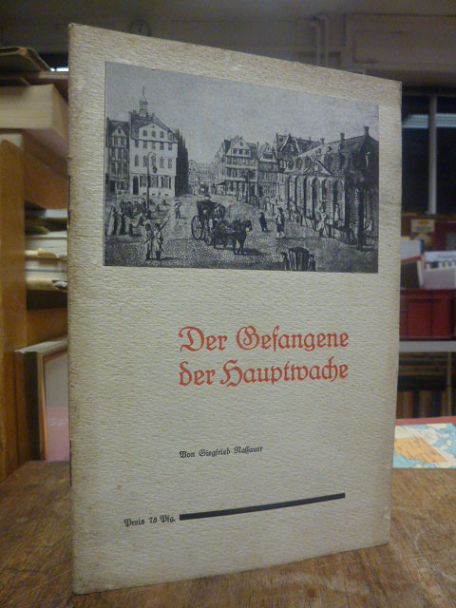 Der Gefangene
der Hauptwache
Von Siegfried Naßauer
Preis 75 Pfg.